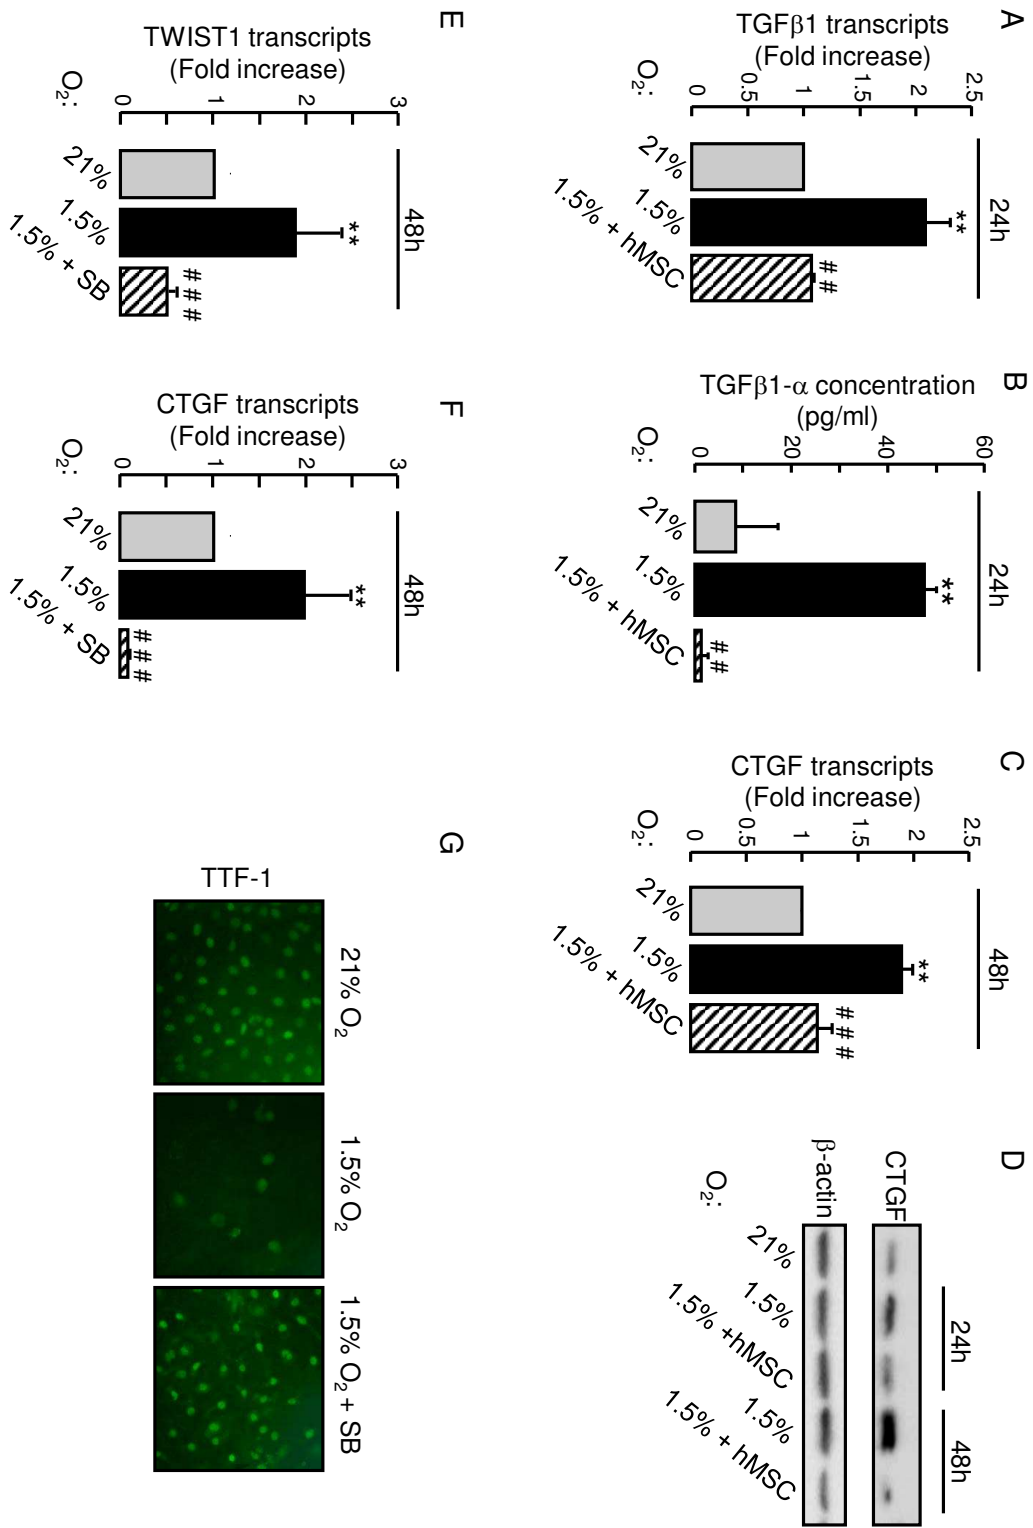 A
TGFβ1 transcripts
(Fold increase)
2.5
2
1.5
1
0.5
0
24h
**
##
O2:
21%
1.5%
1.5% + hMSC
B
TGFβ1-α concentration
(pg/ml)
60
40
20
0
24h
**
##
O2:
21%
1.5%
1.5% + hMSC
C
CTGF transcripts
(Fold increase)
2.5
2
1.5
1
0.5
0
48h
**
###
O2:
21%
1.5%
1.5% + hMSC
D
24h
48h
CTGF
β-actin
O2:
21%
1.5%
1.5% +hMSC
1.5%
1.5% + hMSC
E
TWIST1 transcripts
(Fold increase)
3
2
1
0
48h
**
###
O2:
21%
1.5%
1.5% + SB
F
CTGF transcripts
(Fold increase)
3
2
1
0
48h
**
###
O2:
21%
1.5%
1.5% + SB
G
21% O2
1.5% O2
1.5% O2 + SB
TTF-1